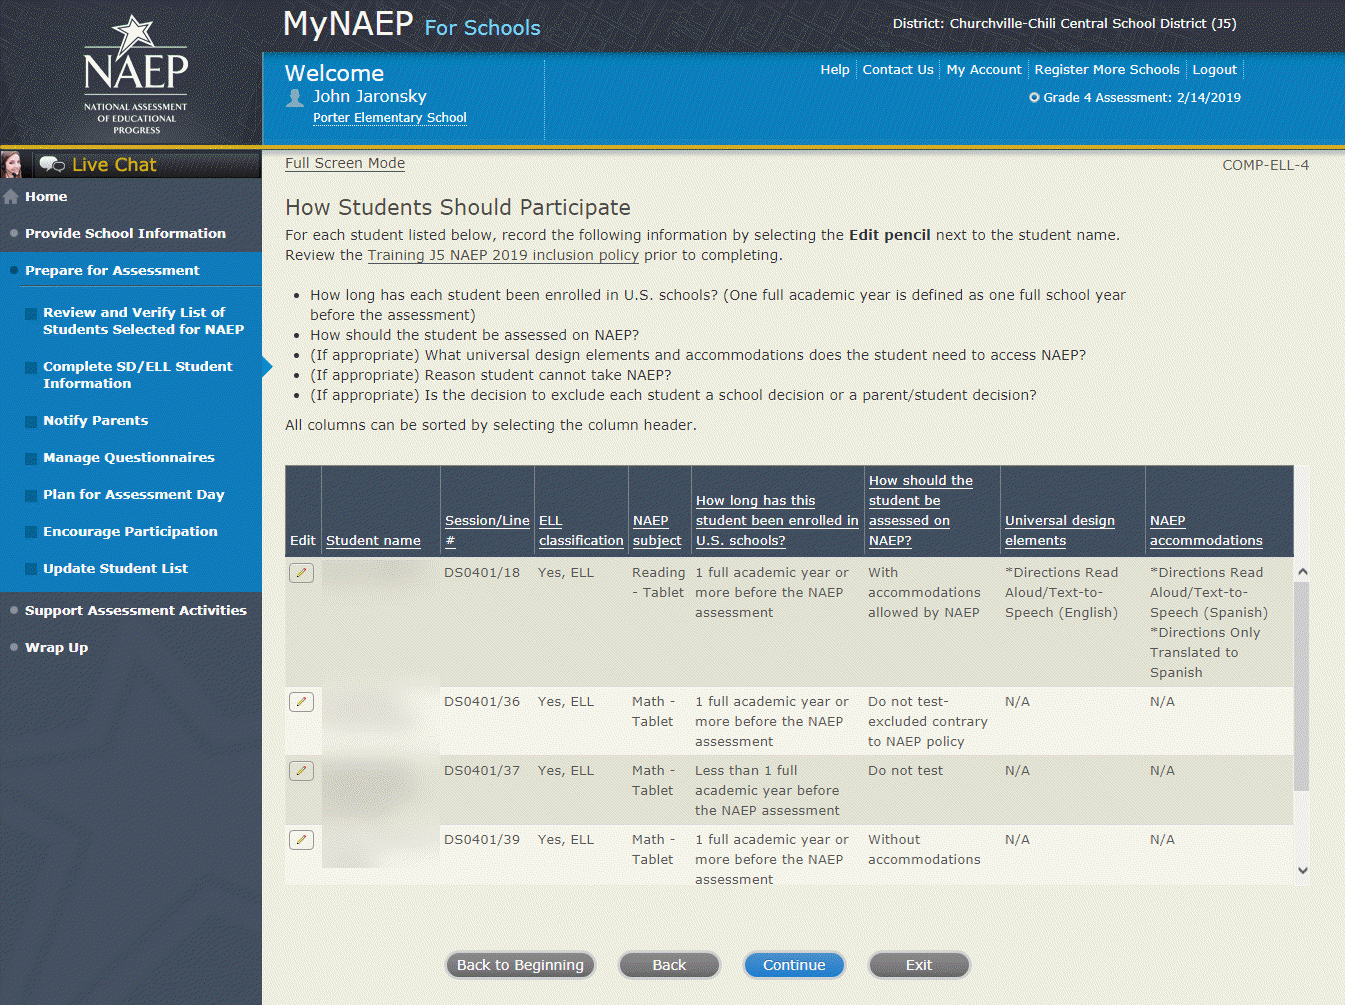 MyNAEP For Schools
District: Churchville-Chili Central School District (J5)
NAEP
NATIONAL ASSESSMENT
OF EDUCATIONAL
PROGRESS
Welcome
John Jaronsky
Porter Elementary School
Help
Contact Us
My Account
Register More Schools
Logout
Grade 4 Assessment: 2/14/2019
Live Chat
Home
Provide School Information
Prepare for Assessment
Review and Verify List of
Students Selected for NAEP
Complete SD/ELL Student
Information
Notify Parents
Manage Questionnaires
Plan for Assessment Day
Encourage Participation
Update Student List
Support Assessment Activities
Wrap Up
Full Screen Mode
COMP-ELL-4
How Students Should Participate
For each student listed below, record the following information by selecting the Edit pencil next to the student name.
Review the Training J5 NAEP 2019 inclusion policy prior to completing.
• How long has each student been enrolled in U.S. schools? (One full academic year is defined as one full school year
before the assessment)
• How should the student be assessed on NAEP?
• (If appropriate) What universal design elements and accommodations does the student need to access NAEP?
• (If appropriate) Reason student cannot take NAEP?
• (If appropriate) Is the decision to exclude each student a school decision or a parent/student decision?
All columns can be sorted by selecting the column header.
Edit
Student name
Session/Line
#
ELL
classification
NAEP
subject
How long has this
student been enrolled in
U.S. schools?
How should the
student be
assessed on
NAEP?
Universal design
elements
NAEP
accommodations
DS0401/18
Yes, ELL
Reading
- Tablet
1 full academic year or
more before the NAEP
assessment
With
accommodations
allowed by NAEP
*Directions Read
Aloud/Text-to-
Speech (English)
*Directions Read
Aloud/Text-to-
Speech (Spanish)
*Directions Only
Translated to
Spanish
DS0401/36
Yes, ELL
Math -
Tablet
1 full academic year or
more before the NAEP
assessment
Do not test-
excluded contrary
to NAEP policy
N/A
N/A
DS0401/37
Yes, ELL
Math -
Tablet
Less than 1 full
academic year before
the NAEP assessment
Do not test
N/A
N/A
DS0401/39
Yes, ELL
Math -
Tablet
1 full academic year or
more before the NAEP
assessment
Without
accommodations
N/A
N/A
Back to Beginning
Back
Continue
Exit